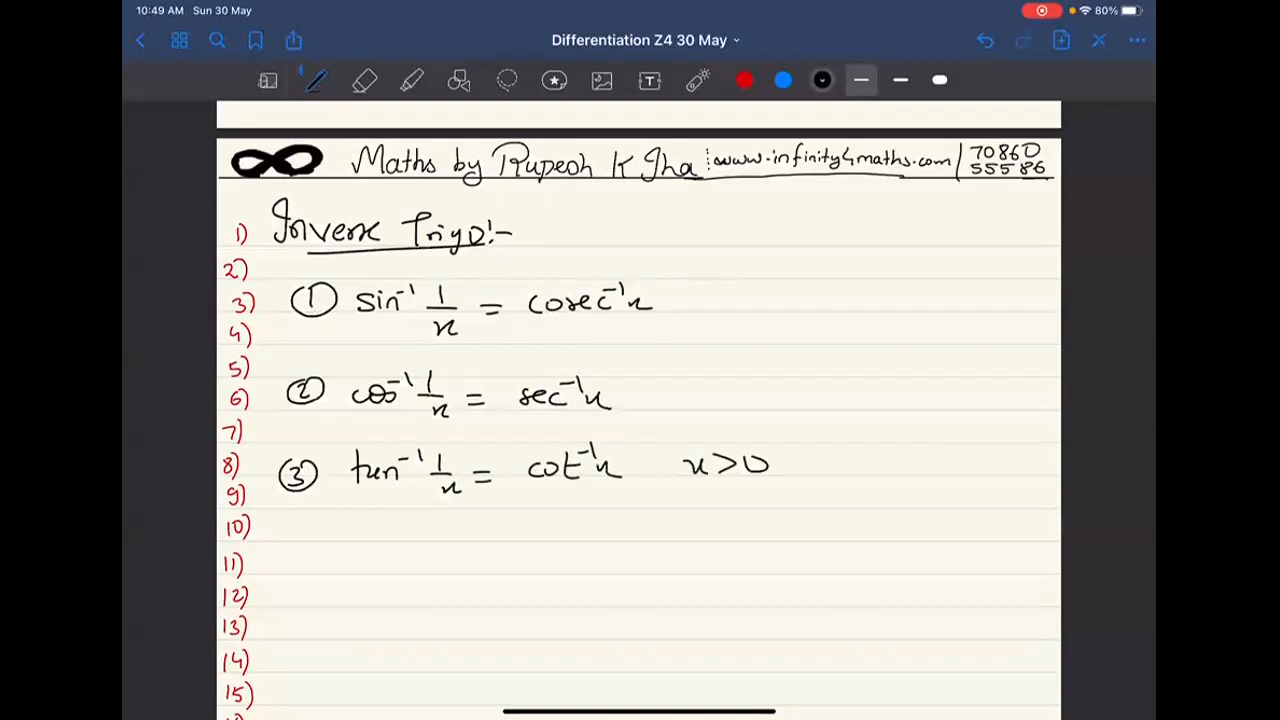 10:49 AM Sun 30 May 80%
Differentiation Z4 30 May
Maths by Rupesh K Jha www.infinity4maths.com 70860
55586
1) Inverse Trigo:-
2)
3) ① sin⁻¹ 1/x = cosec⁻¹x
4)
5)
6) ② cos⁻¹ 1/x = sec⁻¹x
7)
8) ③ tan⁻¹ 1/x = cot⁻¹x x>0
9)
10)
11)
12)
13)
14)
15)